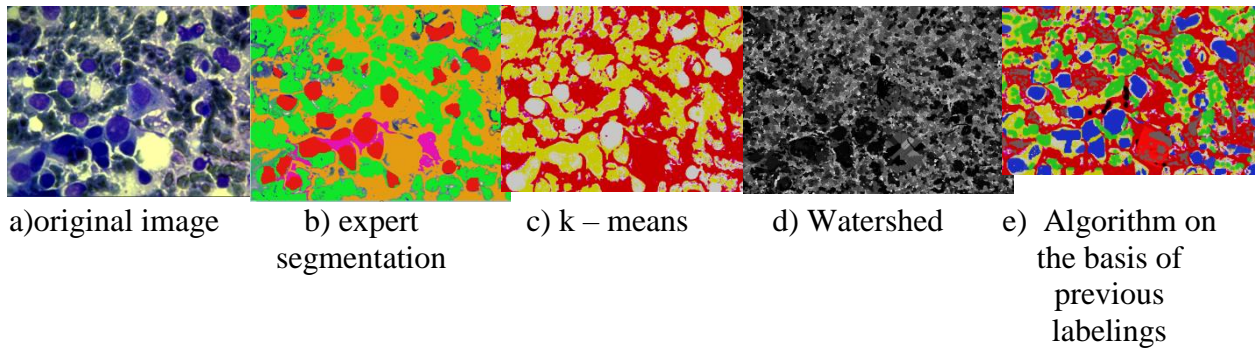 a)original image
b) expert
segmentation
c) k – means
d) Watershed
e) Algorithm on
the basis of
previous
labelings